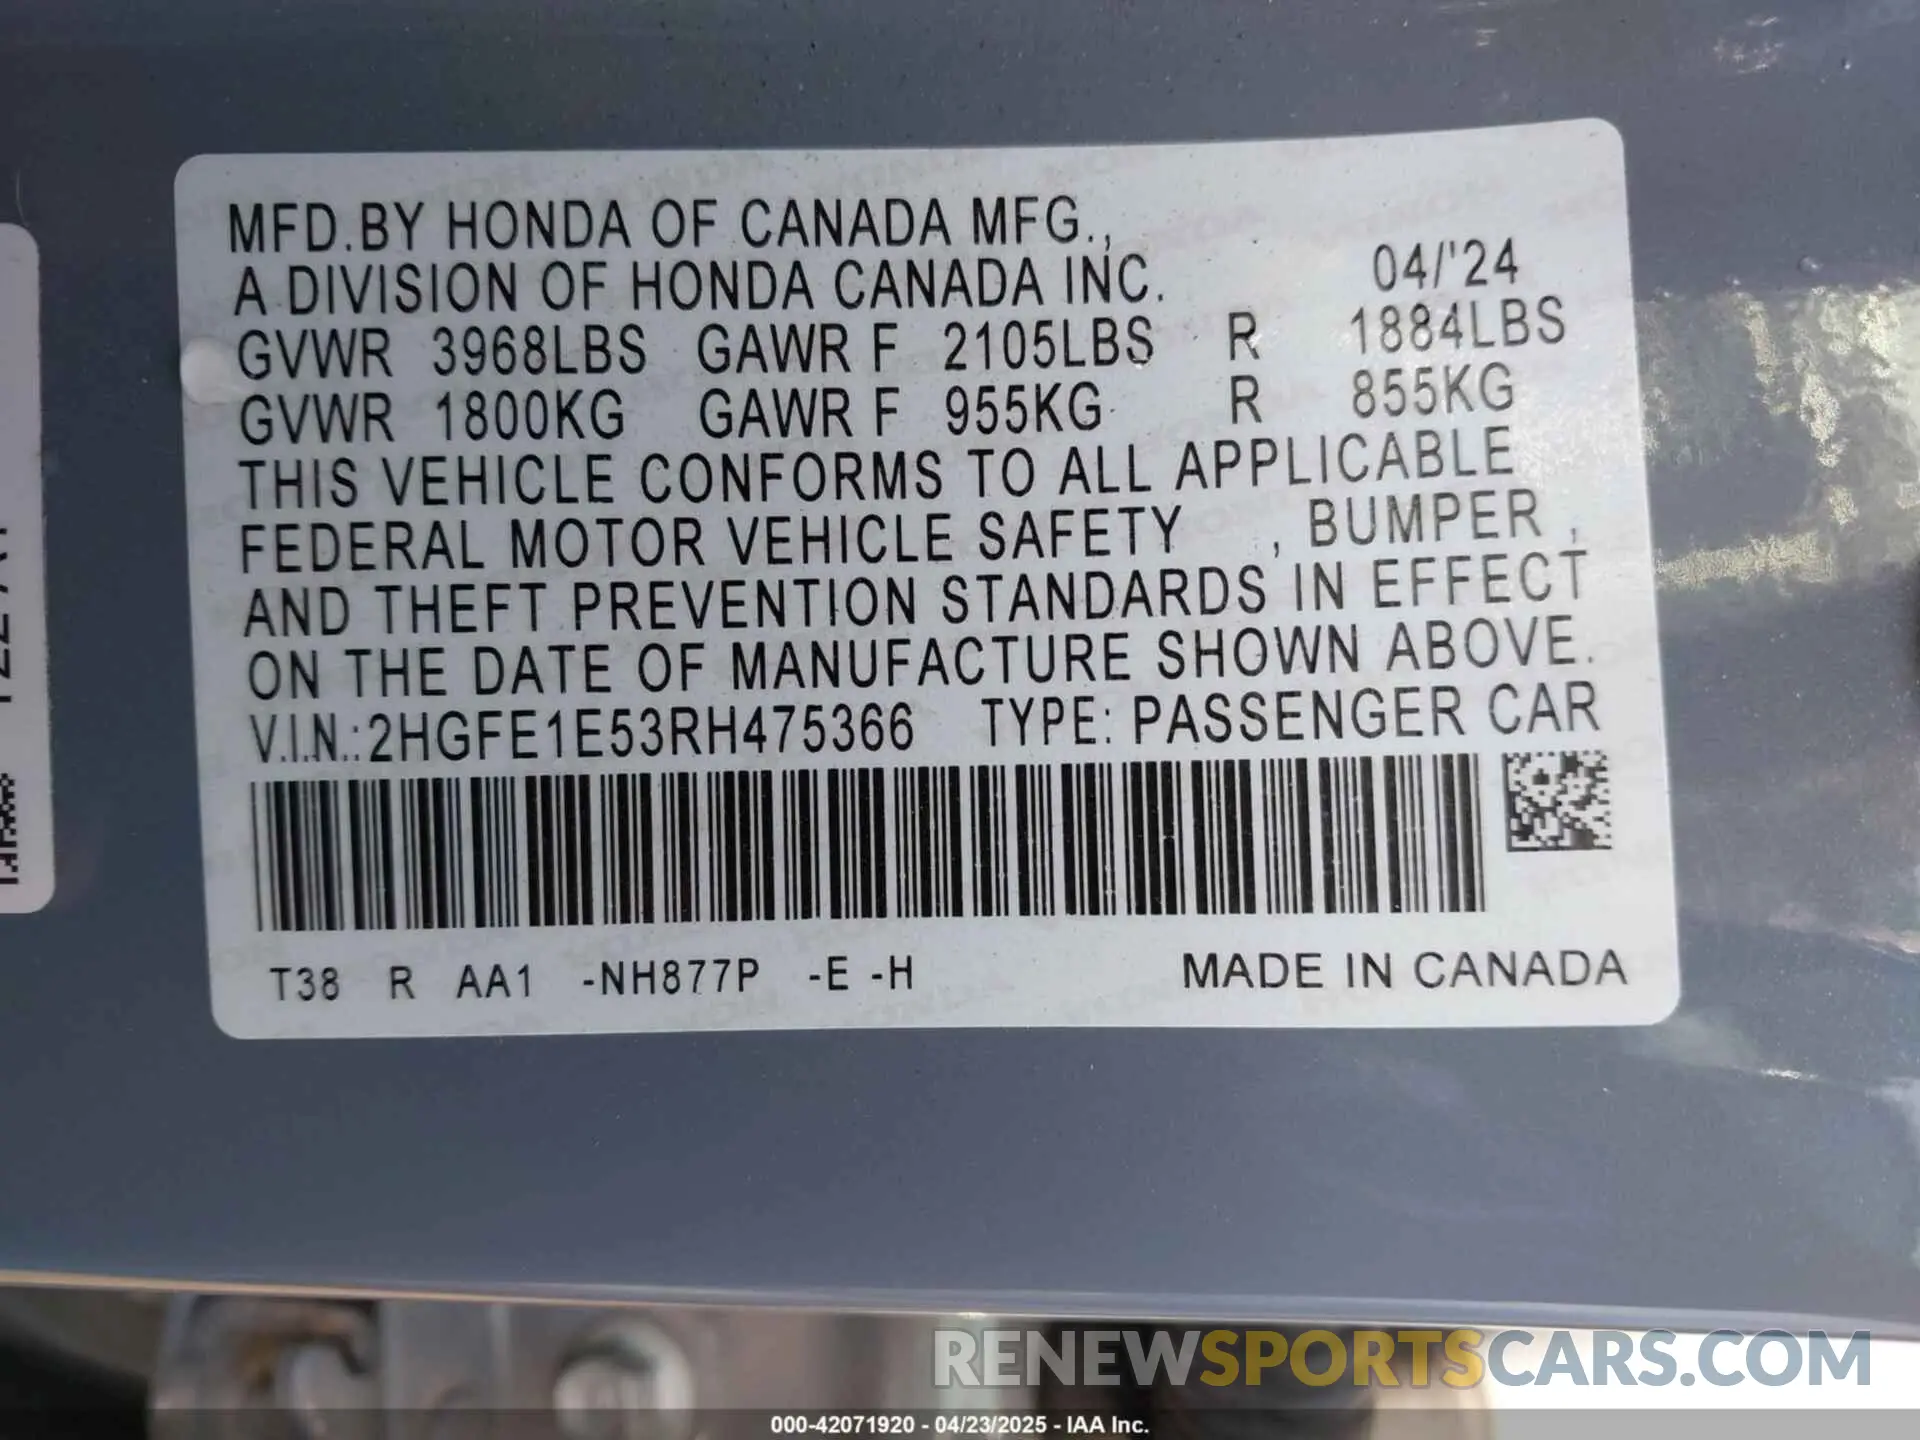 MFD.BY HONDA OF CANADA MFG.,
A DIVISION OF HONDA CANADA INC. 04/'24
GVWR 3968LBS GAWR F 2105LBS R 1884LBS
GVWR 1800KG GAWR F 955KG R 855KG
THIS VEHICLE CONFORMS TO ALL APPLICABLE
FEDERAL MOTOR VEHICLE SAFETY , BUMPER ,
AND THEFT PREVENTION STANDARDS IN EFFECT
ON THE DATE OF MANUFACTURE SHOWN ABOVE.
V.I.N.:2HGFE1E53RH475366 TYPE: PASSENGER CAR
T38 R AA1 -NH877P -E -H MADE IN CANADA
RENEWSPORTSCARS.COM
000-42071920 - 04/23/2025 - IAA Inc.